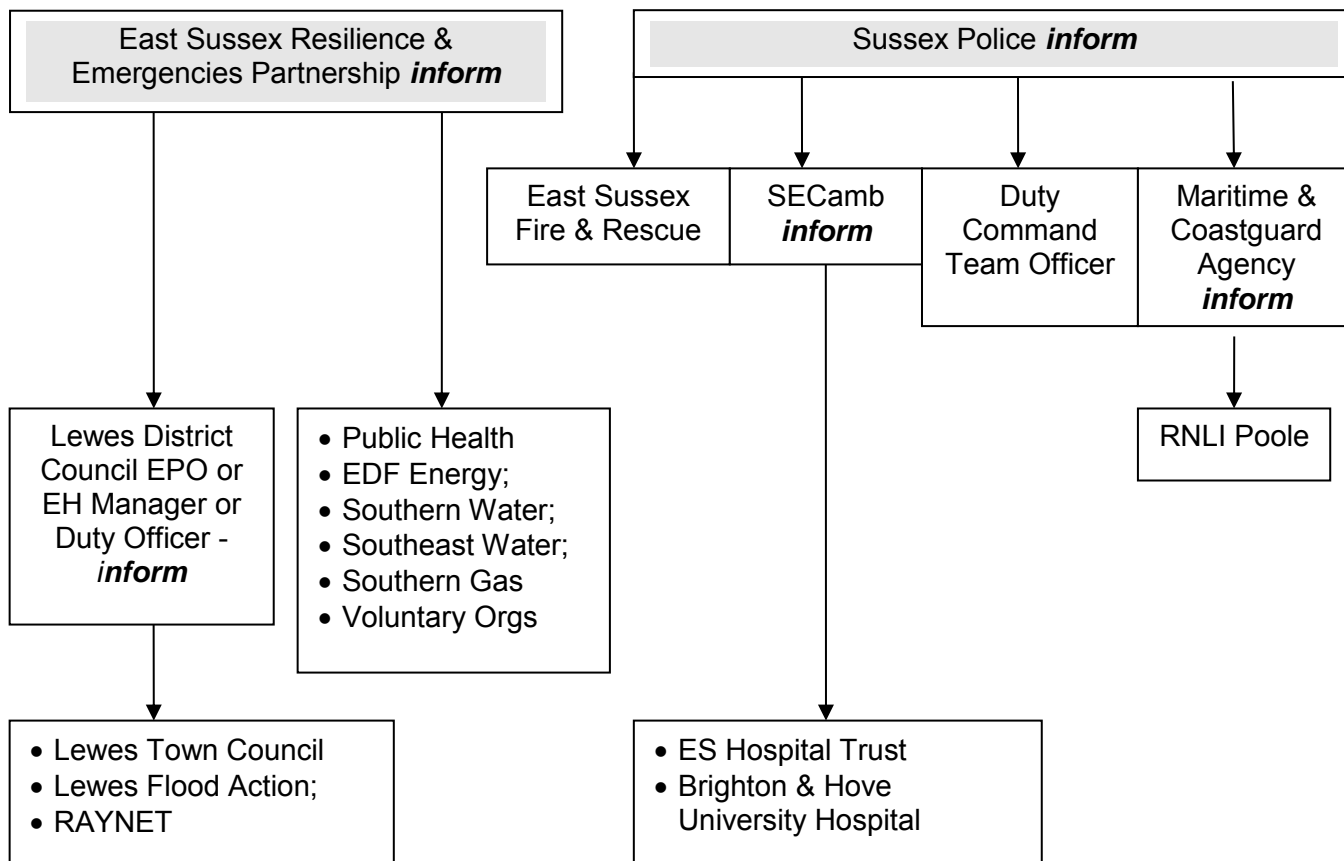 East Sussex Resilience &
Emergencies Partnership inform
Sussex Police inform
East Sussex
Fire & Rescue
SECamb
inform
Duty
Command
Team Officer
Maritime &
Coastguard
Agency
inform
Lewes District
Council EPO or
EH Manager or
Duty Officer -
inform
• Public Health
• EDF Energy;
• Southern Water;
• Southeast Water;
• Southern Gas
• Voluntary Orgs
RNLI Poole
• Lewes Town Council
• Lewes Flood Action;
• RAYNET
• ES Hospital Trust
• Brighton & Hove
University Hospital